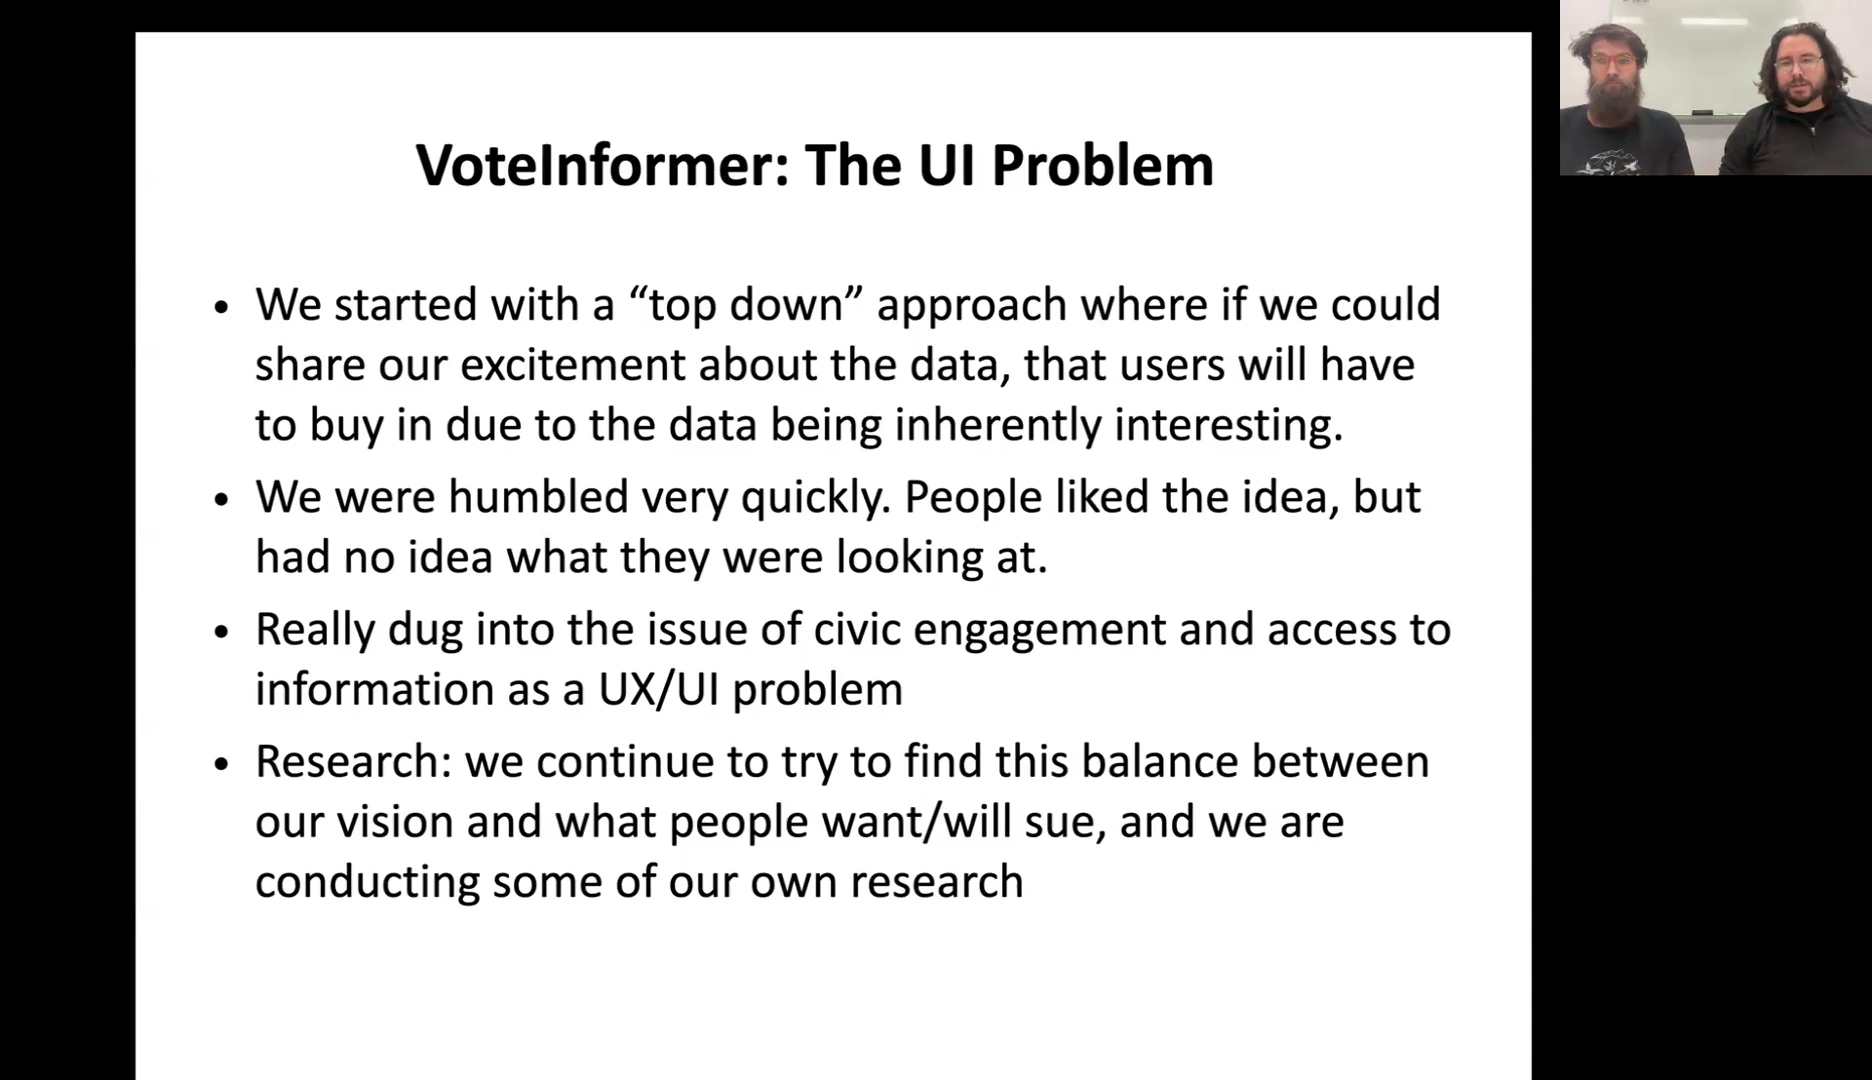 VoteInformer: The UI Problem
• We started with a “top down” approach where if we could
share our excitement about the data, that users will have
to buy in due to the data being inherently interesting.
• We were humbled very quickly. People liked the idea, but
had no idea what they were looking at.
• Really dug into the issue of civic engagement and access to
information as a UX/UI problem
• Research: we continue to try to find this balance between
our vision and what people want/will sue, and we are
conducting some of our own research